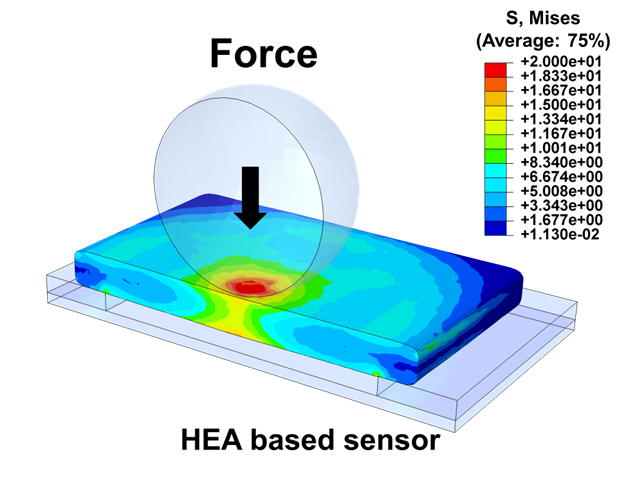 Force
S, Mises
(Average: 75%)
+2.000e+01
+1.833e+01
+1.667e+01
+1.500e+01
+1.334e+01
+1.167e+01
+1.001e+01
+8.340e+00
+6.674e+00
+5.008e+00
+3.343e+00
+1.677e+00
+1.130e-02
HEA based sensor